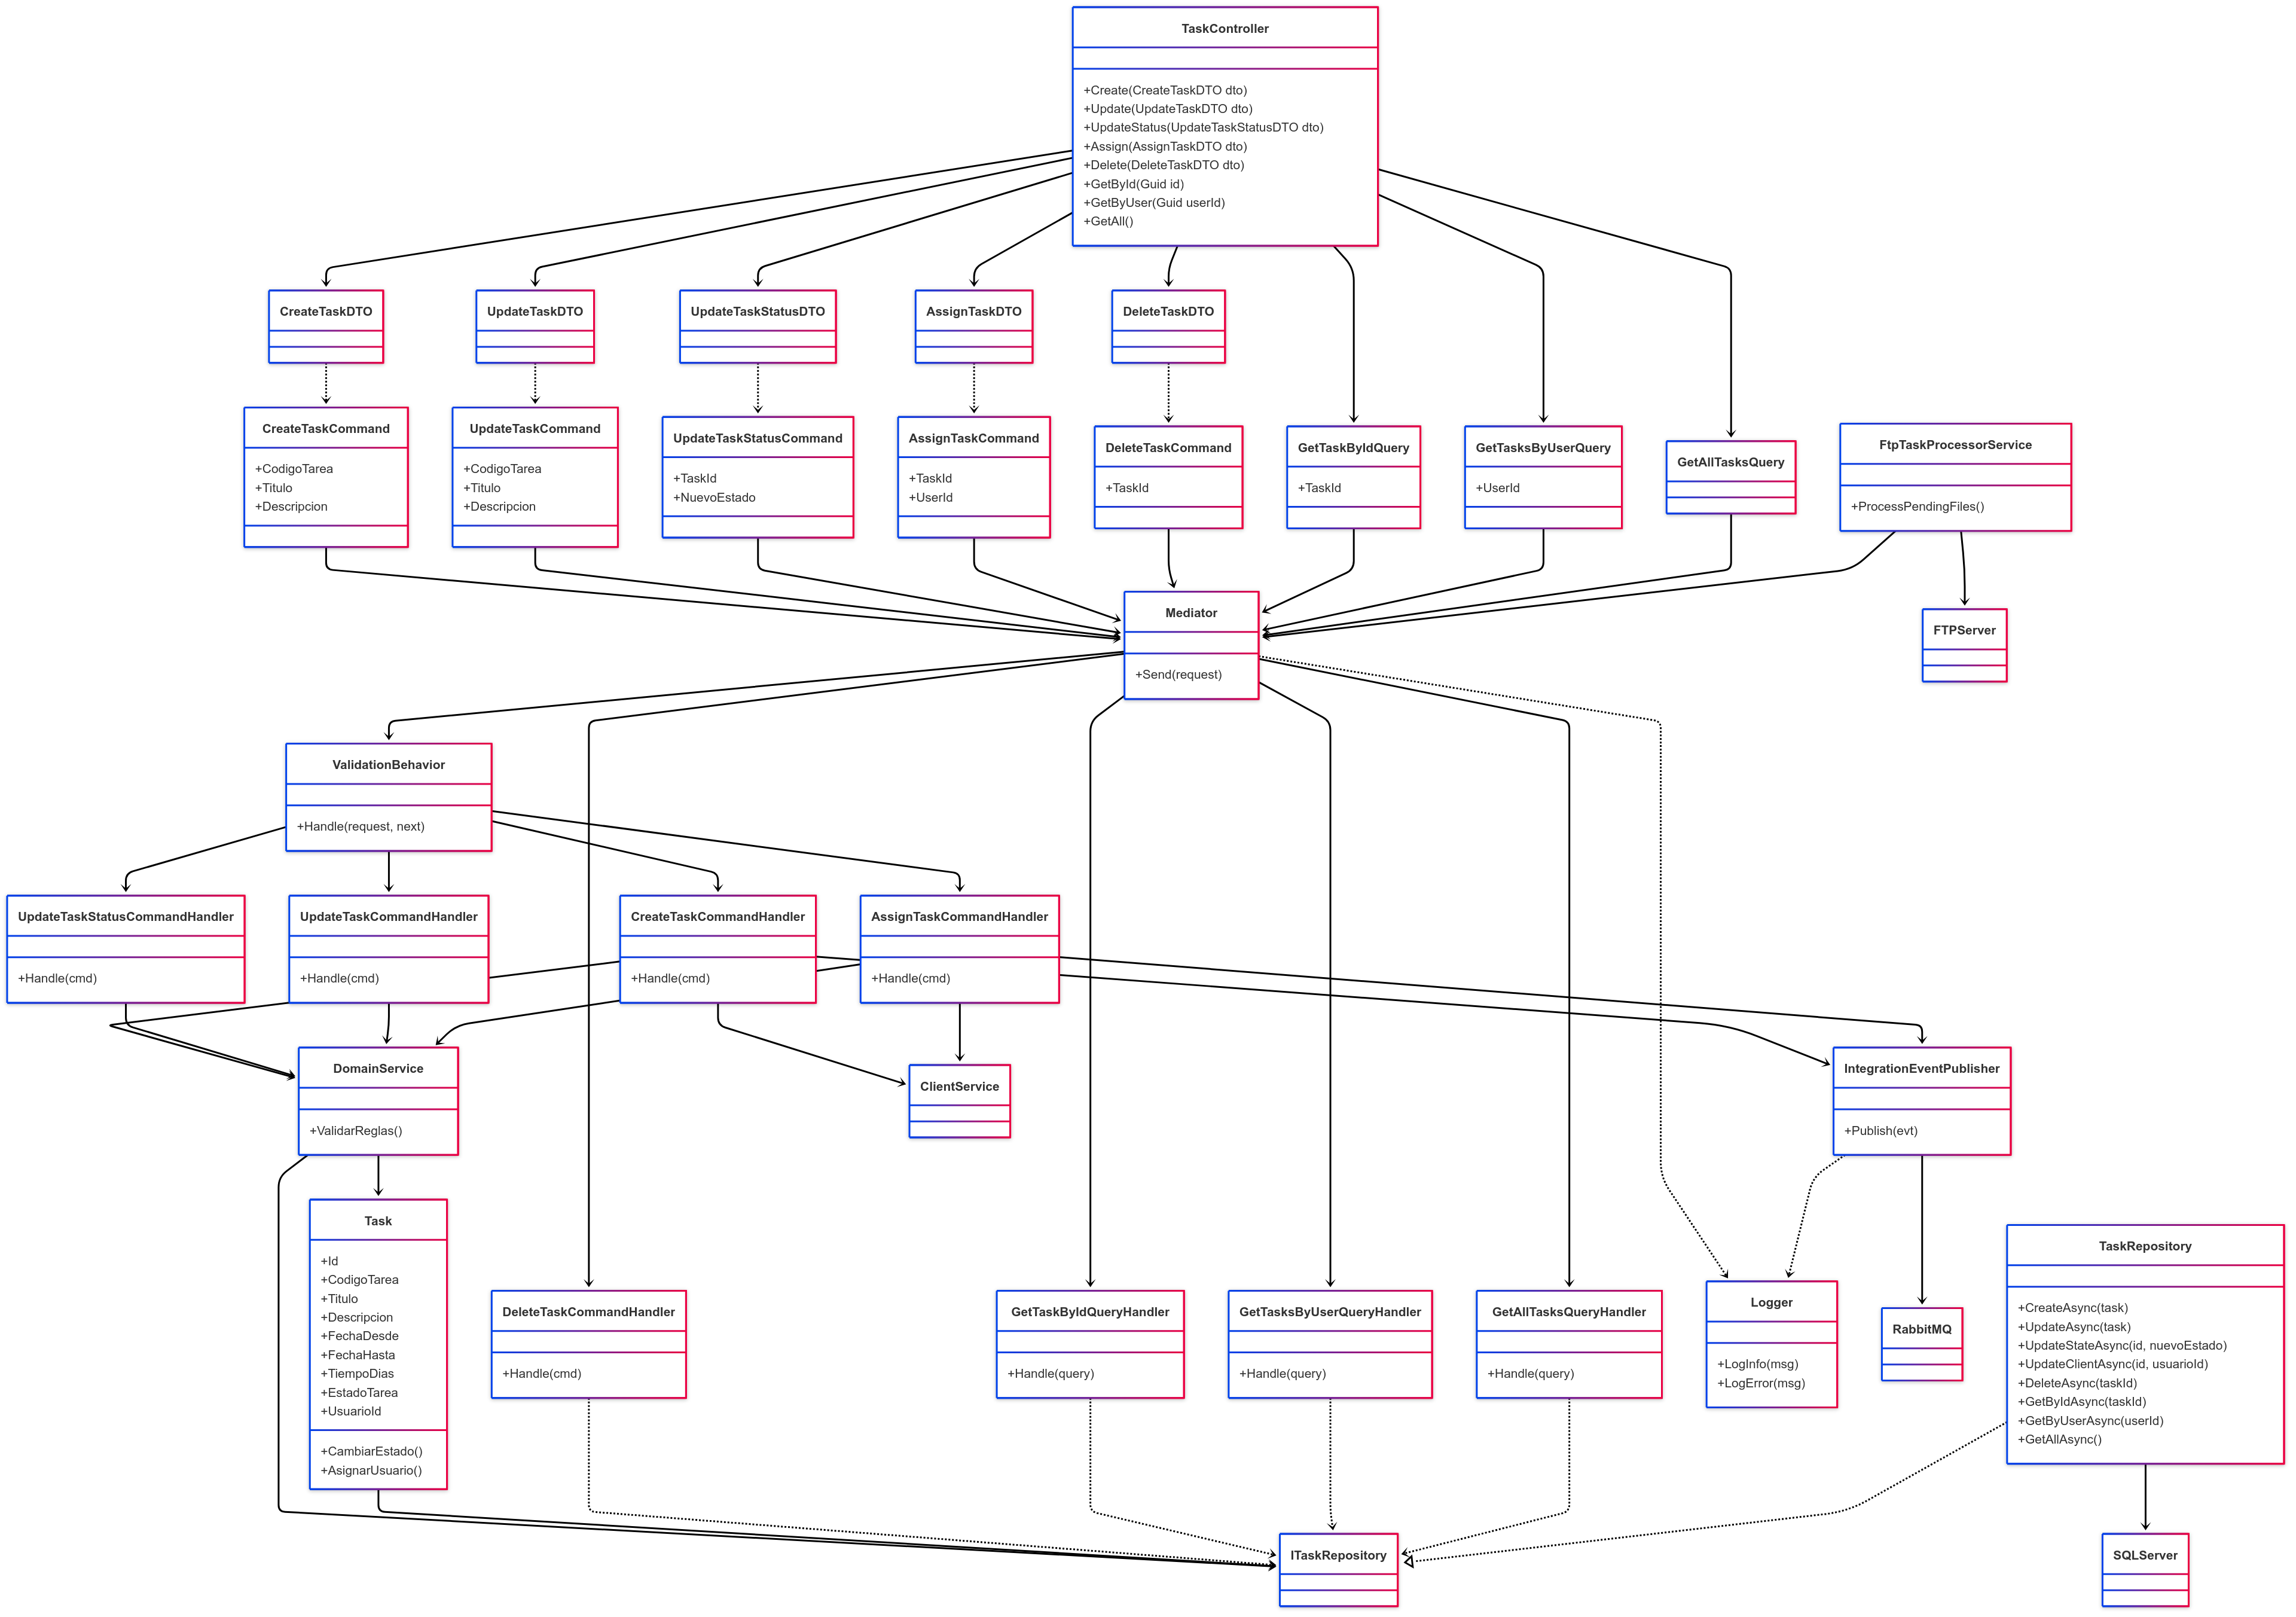 TaskController
+Create(CreateTaskDTO dto)
+Update(UpdateTaskDTO dto)
+UpdateStatus(UpdateTaskStatusDTO dto)
+Assign(AssignTaskDTO dto)
+Delete(DeleteTaskDTO dto)
+GetById(Guid id)
+GetByUser(Guid userId)
+GetAll()
CreateTaskDTO
UpdateTaskDTO
UpdateTaskStatusDTO
AssignTaskDTO
DeleteTaskDTO
CreateTaskCommand
+CodigoTarea
+Titulo
+Descripcion
UpdateTaskCommand
+CodigoTarea
+Titulo
+Descripcion
UpdateTaskStatusCommand
+TaskId
+NuevoEstado
AssignTaskCommand
+TaskId
+UserId
DeleteTaskCommand
+TaskId
GetTaskByIdQuery
+TaskId
GetTasksByUserQuery
+UserId
GetAllTasksQuery
FtpTaskProcessorService
+ProcessPendingFiles()
Mediator
+Send(request)
FTPServer
ValidationBehavior
+Handle(request, next)
UpdateTaskStatusCommandHandler
+Handle(cmd)
UpdateTaskCommandHandler
+Handle(cmd)
CreateTaskCommandHandler
+Handle(cmd)
AssignTaskCommandHandler
+Handle(cmd)
DomainService
+ValidarReglas()
ClientService
IntegrationEventPublisher
+Publish(evt)
Task
+Id
+CodigoTarea
+Titulo
+Descripcion
+FechaDesde
+FechaHasta
+TiempoDias
+EstadoTarea
+UsuarioId
+CambiarEstado()
+AsignarUsuario()
DeleteTaskCommandHandler
+Handle(cmd)
GetTaskByIdQueryHandler
+Handle(query)
GetTasksByUserQueryHandler
+Handle(query)
GetAllTasksQueryHandler
+Handle(query)
Logger
+LogInfo(msg)
+LogError(msg)
RabbitMQ
TaskRepository
+CreateAsync(task)
+UpdateAsync(task)
+UpdateStateAsync(id, nuevoEstado)
+UpdateClientAsync(id, usuarioId)
+DeleteAsync(taskId)
+GetByIdAsync(taskId)
+GetByUserAsync(userId)
+GetAllAsync()
ITaskRepository
SQLServer